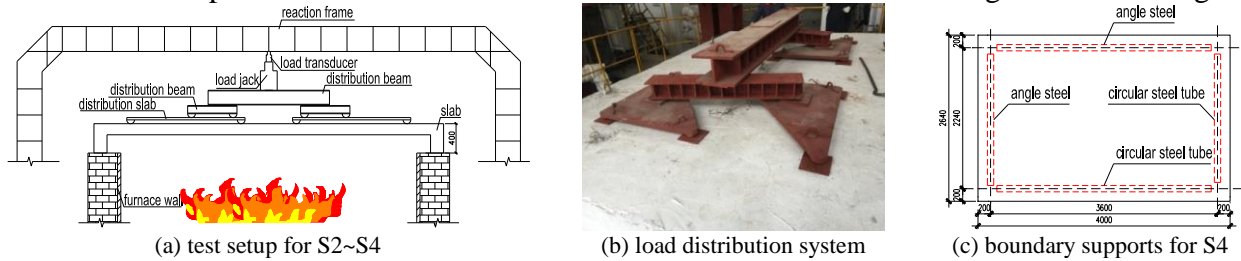 reaction frame
load transducer
load jack
distribution beam
distribution beam
distribution slab
slab
400
furnace wall
(a) test setup for S2~S4
(b) load distribution system
angle steel
angle steel
circular steel tube
circular steel tube
200
2240
2640
200
200
3600
200
4000
(c) boundary supports for S4